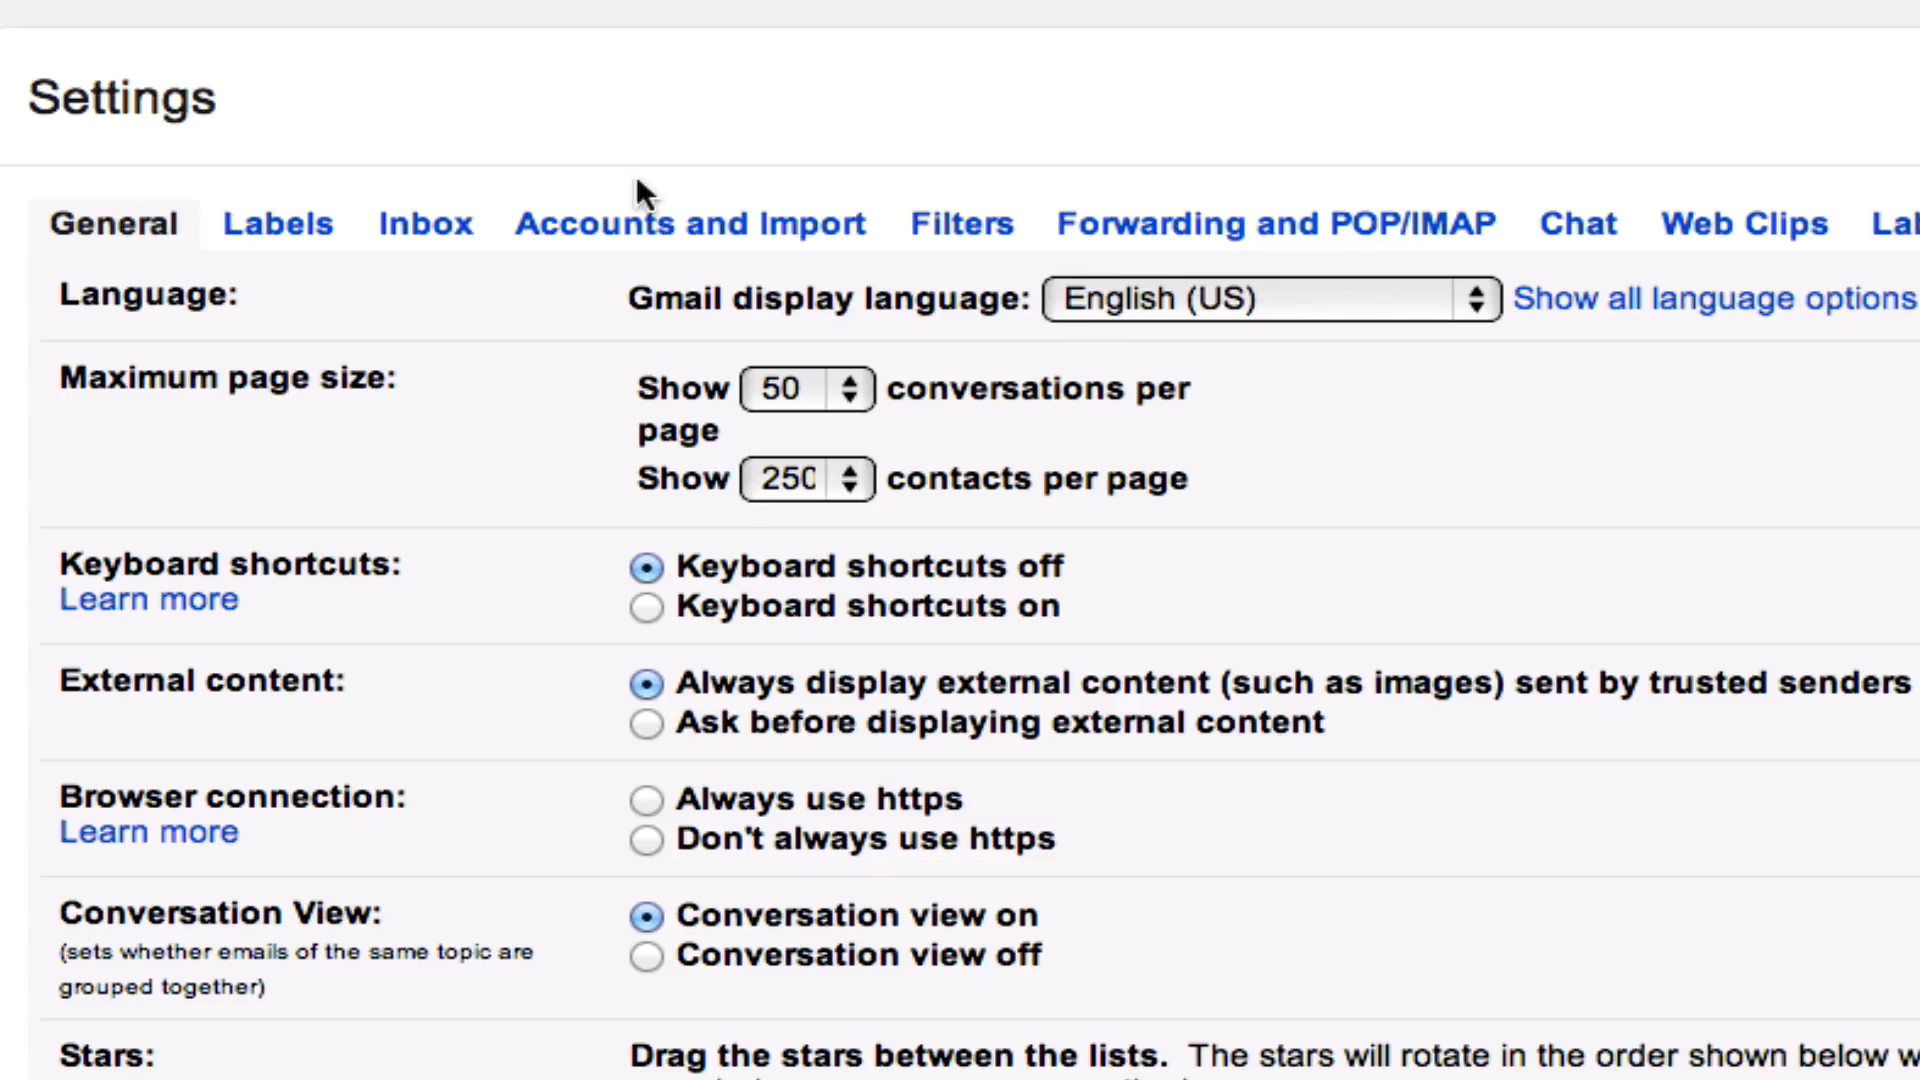 Settings
General Labels Inbox Accounts and Import Filters Forwarding and POP/IMAP Chat Web Clips
Language: Gmail display language: English (US) Show all language options
Maximum page size: Show 50 conversations per
page
Show 250 contacts per page
Keyboard shortcuts: Keyboard shortcuts off
Learn more Keyboard shortcuts on
External content: Always display external content (such as images) sent by trusted senders
Ask before displaying external content
Browser connection: Always use https
Learn more Don't always use https
Conversation View: Conversation view on
(sets whether emails of the same topic are Conversation view off
grouped together)
Stars: Drag the stars between the lists. The stars will rotate in the order shown below